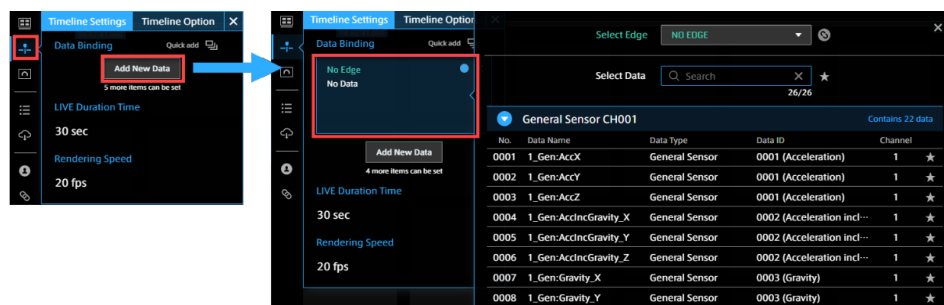 Timeline Settings Timeline Option ×
Data Binding Quick add
Add New Data
5 more items can be set
LIVE Duration Time
30 sec
Rendering Speed
20 fps
Timeline Settings Timeline Option
Data Binding Quick add
No Edge
No Data
Add New Data
4 more items can be set
LIVE Duration Time
30 sec
Rendering Speed
20 fps
Select Edge NO EDGE
Select Data Search × ★
26/26
General Sensor CH001 Contains 22 data
No. Data Name Data Type Data ID Channel
0001 1_Gen:AccX General Sensor 0001 (Acceleration) 1 ★
0002 1_Gen:AccY General Sensor 0001 (Acceleration) 1 ★
0003 1_Gen:AccZ General Sensor 0001 (Acceleration) 1 ★
0004 1_Gen:AccIncGravity_X General Sensor 0002 (Acceleration incl··· 1 ★
0005 1_Gen:AccIncGravity_Y General Sensor 0002 (Acceleration incl··· 1 ★
0006 1_Gen:AccIncGravity_Z General Sensor 0002 (Acceleration incl··· 1 ★
0007 1_Gen:Gravity_X General Sensor 0003 (Gravity) 1 ★
0008 1_Gen:Gravity_Y General Sensor 0003 (Gravity) 1 ★